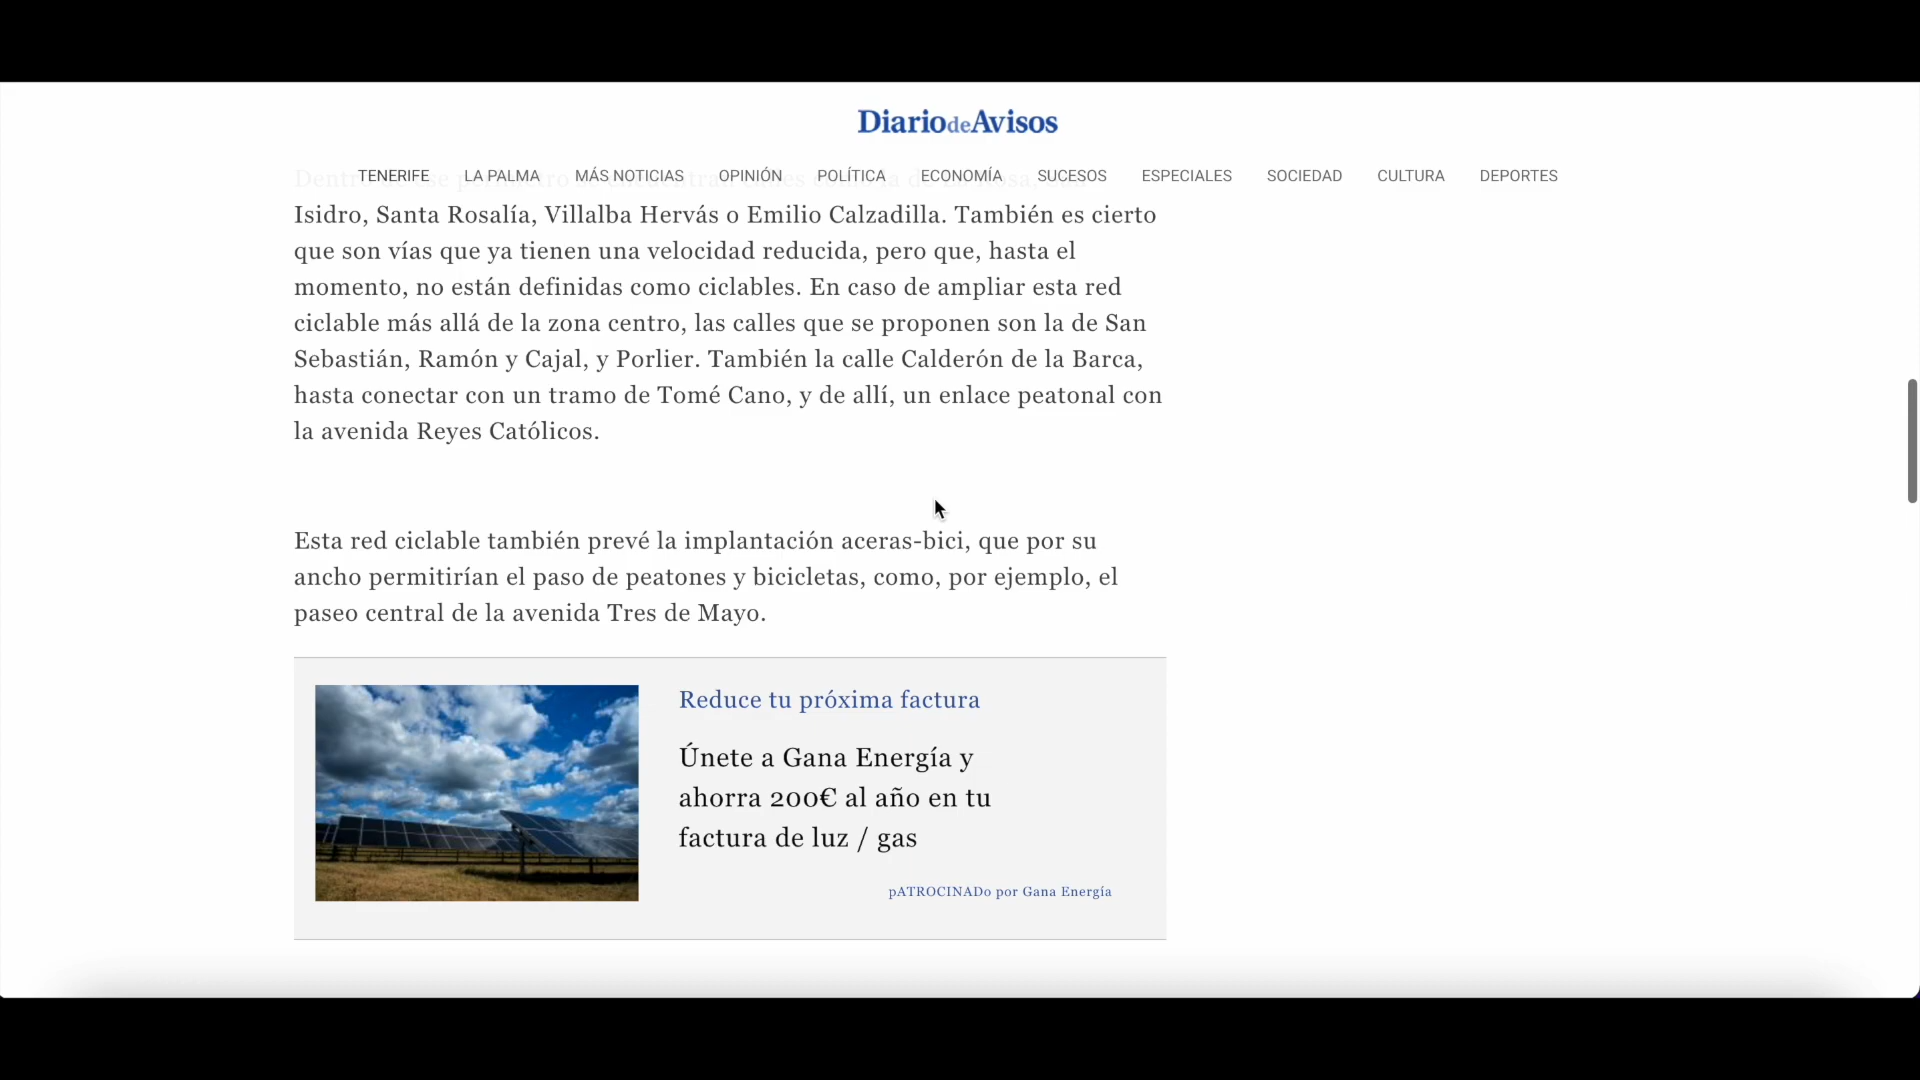 DiariodeAvisos
TENERIFE LA PALMA MÁS NOTICIAS OPINIÓN POLÍTICA ECONOMÍA SUCESOS ESPECIALES SOCIEDAD CULTURA DEPORTES
Isidro, Santa Rosalía, Villalba Hervás o Emilio Calzadilla. También es cierto
que son vías que ya tienen una velocidad reducida, pero que, hasta el
momento, no están definidas como ciclables. En caso de ampliar esta red
ciclable más allá de la zona centro, las calles que se proponen son la de San
Sebastián, Ramón y Cajal, y Porlier. También la calle Calderón de la Barca,
hasta conectar con un tramo de Tomé Cano, y de allí, un enlace peatonal con
la avenida Reyes Católicos.
Esta red ciclable también prevé la implantación aceras-bici, que por su
ancho permitirían el paso de peatones y bicicletas, como, por ejemplo, el
paseo central de la avenida Tres de Mayo.
Reduce tu próxima factura
Únete a Gana Energía y
ahorra 200€ al año en tu
factura de luz / gas
pATROCINADo por Gana Energía